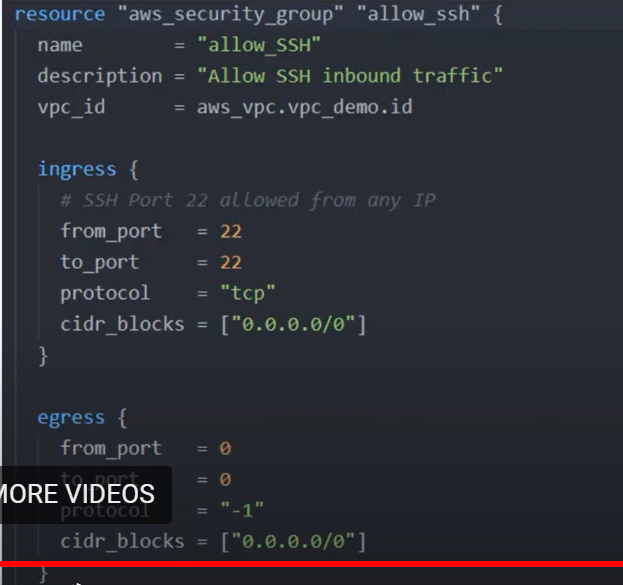 resource "aws_security_group" "allow_ssh" {
name = "allow_SSH"
description = "Allow SSH inbound traffic"
vpc_id = aws_vpc.vpc_demo.id
ingress {
# SSH Port 22 allowed from any IP
from_port = 22
to_port = 22
protocol = "tcp"
cidr_blocks = ["0.0.0.0/0"]
}
egress {
from_port = 0
to_port = 0
MORE VIDEOS
protocol = "-1"
cidr_blocks = ["0.0.0.0/0"]
}